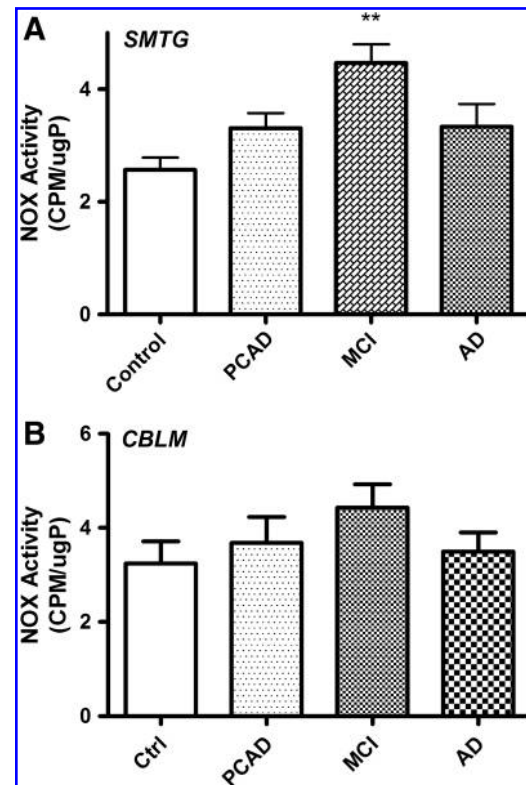 A
SMTG
**
NOX Activity
(CPM/ugP)
4
2
0
Control
PCAD
MCI
AD
B
CBLM
NOX Activity
(CPM/ugP)
6
4
2
0
Ctrl
PCAD
MCI
AD